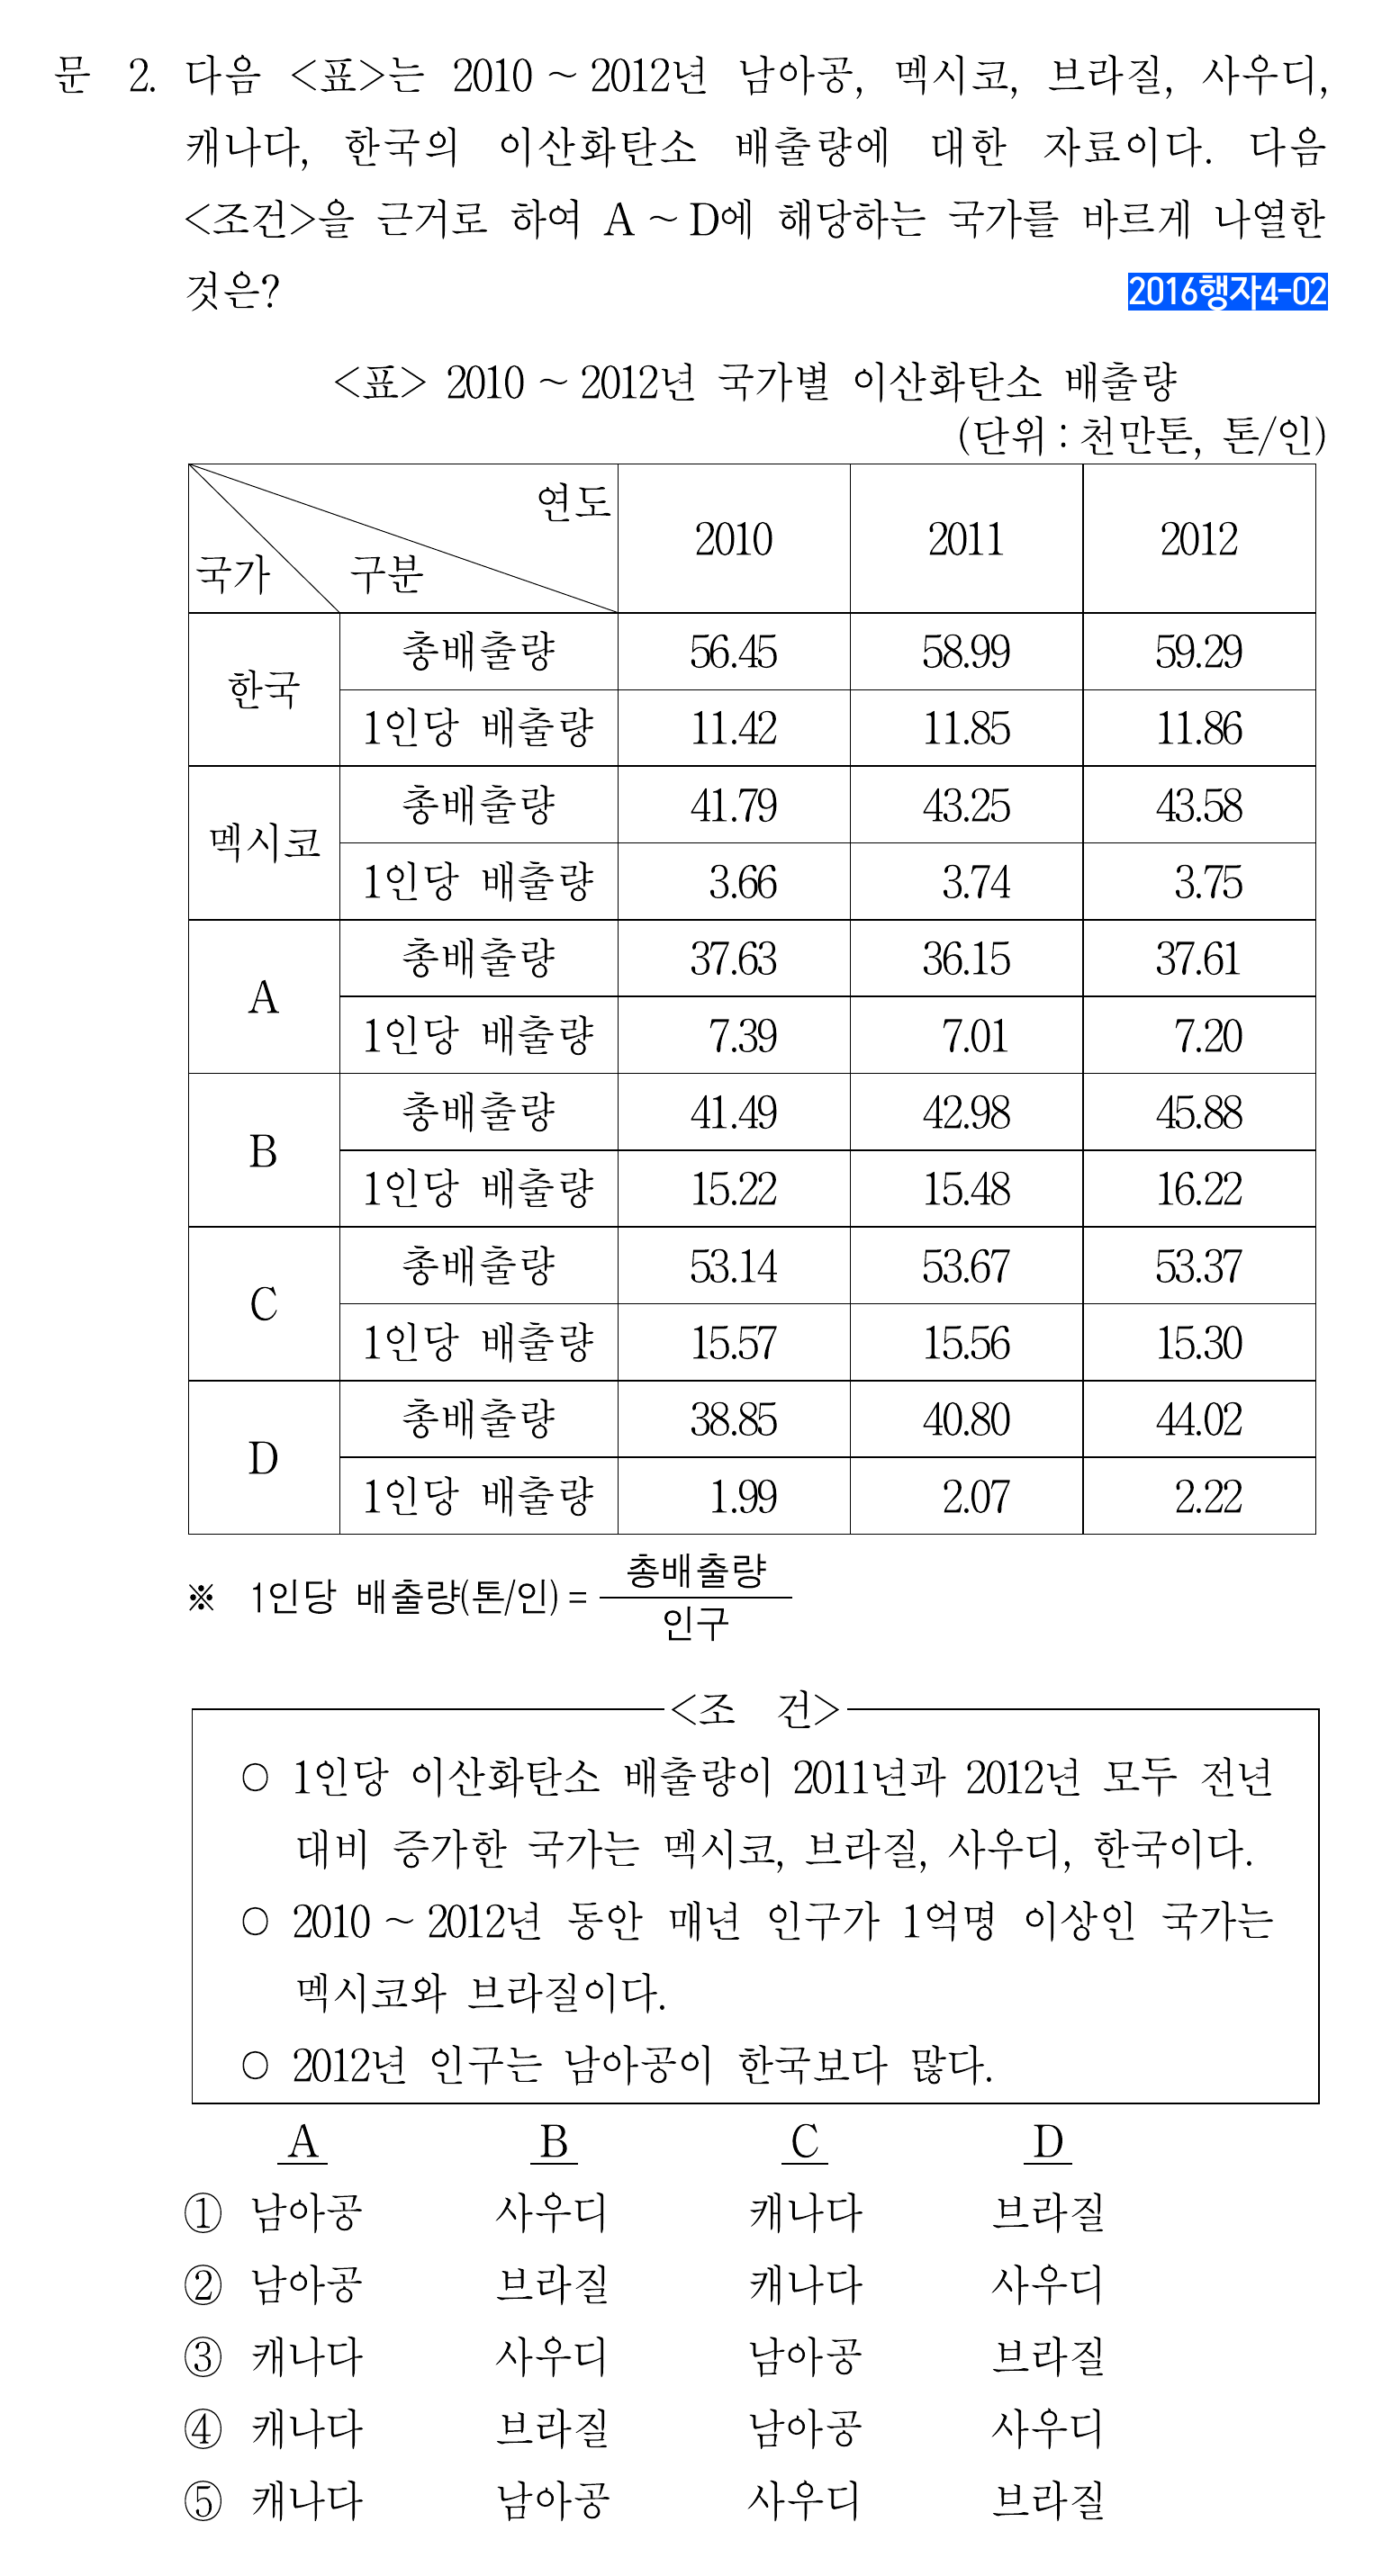 문 2. 다음 <표>는 2010 ~ 2012년 남아공, 멕시코, 브라질, 사우디,
캐나다, 한국의 이산화탄소 배출량에 대한 자료이다. 다음
<조건>을 근거로 하여 A ~ D에 해당하는 국가를 바르게 나열한
것은? 2016행자4-02
<표> 2010 ~ 2012년 국가별 이산화탄소 배출량
(단위 : 천만톤, 톤/인)
연도
국가 구분 2010 2011 2012
한국 총배출량 56.45 58.99 59.29
1인당 배출량 11.42 11.85 11.86
멕시코 총배출량 41.79 43.25 43.58
1인당 배출량 3.66 3.74 3.75
A 총배출량 37.63 36.15 37.61
1인당 배출량 7.39 7.01 7.20
B 총배출량 41.49 42.98 45.88
1인당 배출량 15.22 15.48 16.22
C 총배출량 53.14 53.67 53.37
1인당 배출량 15.57 15.56 15.30
D 총배출량 38.85 40.80 44.02
1인당 배출량 1.99 2.07 2.22
※ 1인당 배출량(톤/인) = 총배출량
인구
<조 건>
○ 1인당 이산화탄소 배출량이 2011년과 2012년 모두 전년
대비 증가한 국가는 멕시코, 브라질, 사우디, 한국이다.
○ 2010 ~ 2012년 동안 매년 인구가 1억명 이상인 국가는
멕시코와 브라질이다.
○ 2012년 인구는 남아공이 한국보다 많다.
A B C D
① 남아공 사우디 캐나다 브라질
② 남아공 브라질 캐나다 사우디
③ 캐나다 사우디 남아공 브라질
④ 캐나다 브라질 남아공 사우디
⑤ 캐나다 남아공 사우디 브라질